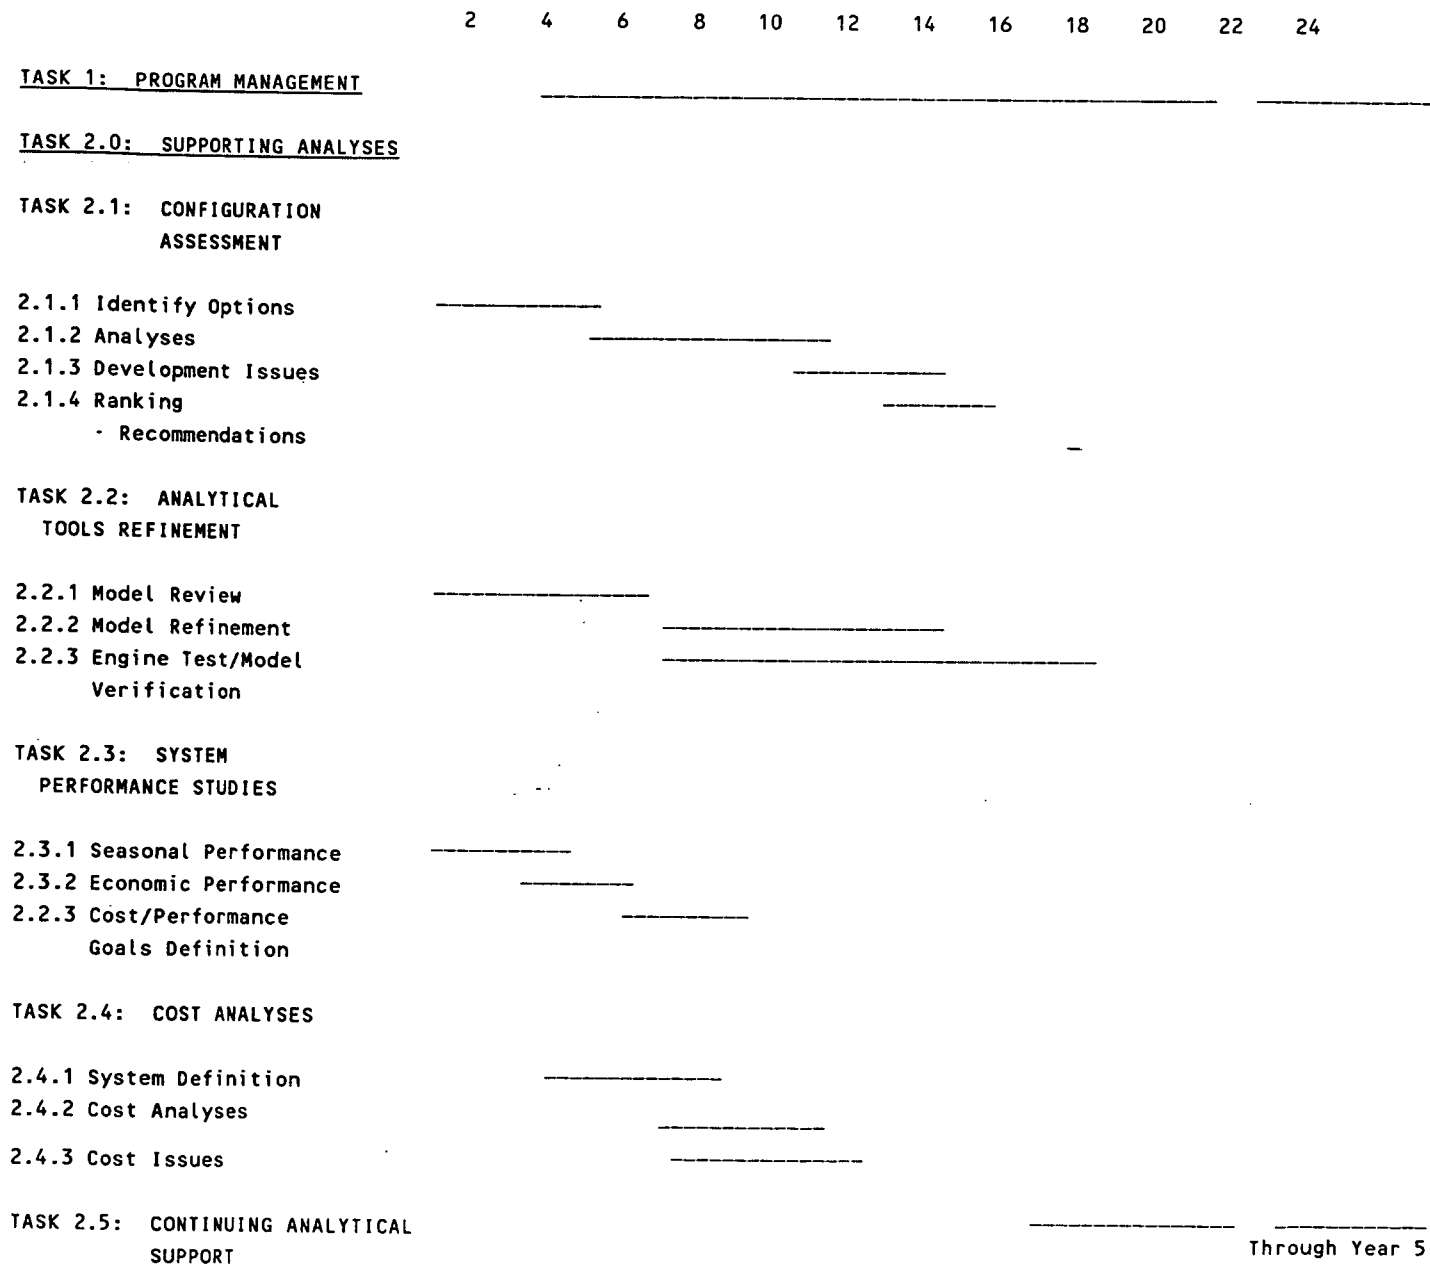 2 4 6 8 10 12 14 16 18 20 22 24
TASK 1: PROGRAM MANAGEMENT
TASK 2.0: SUPPORTING ANALYSES
TASK 2.1: CONFIGURATION
ASSESSMENT
2.1.1 Identify Options
2.1.2 Analyses
2.1.3 Development Issues
2.1.4 Ranking
- Recommendations
TASK 2.2: ANALYTICAL
TOOLS REFINEMENT
2.2.1 Model Review
2.2.2 Model Refinement
2.2.3 Engine Test/Model
Verification
TASK 2.3: SYSTEM
PERFORMANCE STUDIES
2.3.1 Seasonal Performance
2.3.2 Economic Performance
2.2.3 Cost/Performance
Goals Definition
TASK 2.4: COST ANALYSES
2.4.1 System Definition
2.4.2 Cost Analyses
2.4.3 Cost Issues
TASK 2.5: CONTINUING ANALYTICAL
SUPPORT
Through Year 5